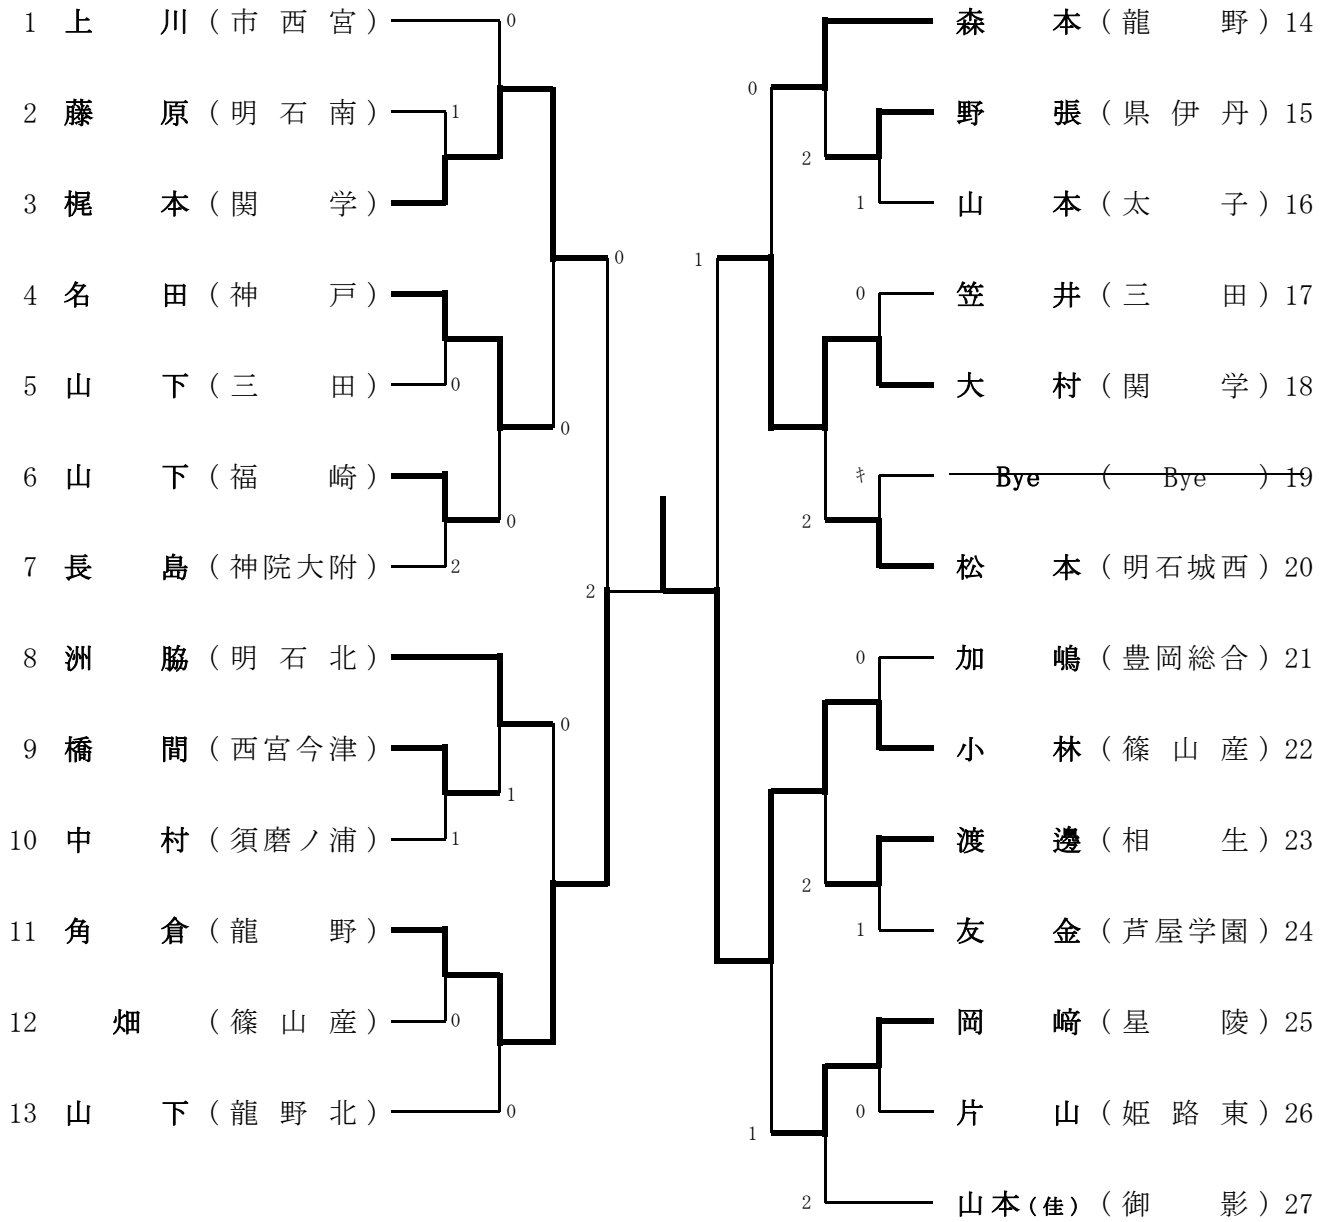 1 上 川 （ 市 西 宮 ） 0
2 藤 原 （ 明 石 南 ） 1
3 梶 本 （ 関 学 ）
0
4 名 田 （ 神 戸 ）
5 山 下 （ 三 田 ） 0
0
6 山 下 （ 福 崎 ）
0
7 長 島 （ 神院大附 ） 2
2
8 洲 脇 （ 明 石 北 ）
0
9 橋 間 （ 西宮今津 ）
1
10 中 村 （ 須磨ノ浦 ） 1
11 角 倉 （ 龍 野 ）
12 畑 （ 篠 山 産 ） 0
13 山 下 （ 龍 野 北 ） 0
森 本 （ 龍 野 ） 14
0
野 張 （ 県 伊 丹 ） 15
2
1 山 本 （ 太 子 ） 16
1
0 笠 井 （ 三 田 ） 17
大 村 （ 関 学 ） 18
キ Bye （ Bye ） 19
2
松 本 （ 明石城西 ） 20
0 加 嶋 （ 豊岡総合 ） 21
小 林 （ 篠 山 産 ） 22
渡 邊 （ 相 生 ） 23
2
1 友 金 （ 芦屋学園 ） 24
岡 﨑 （ 星 陵 ） 25
0 片 山 （ 姫 路 東 ） 26
1
2 山本（佳） （ 御 影 ） 27